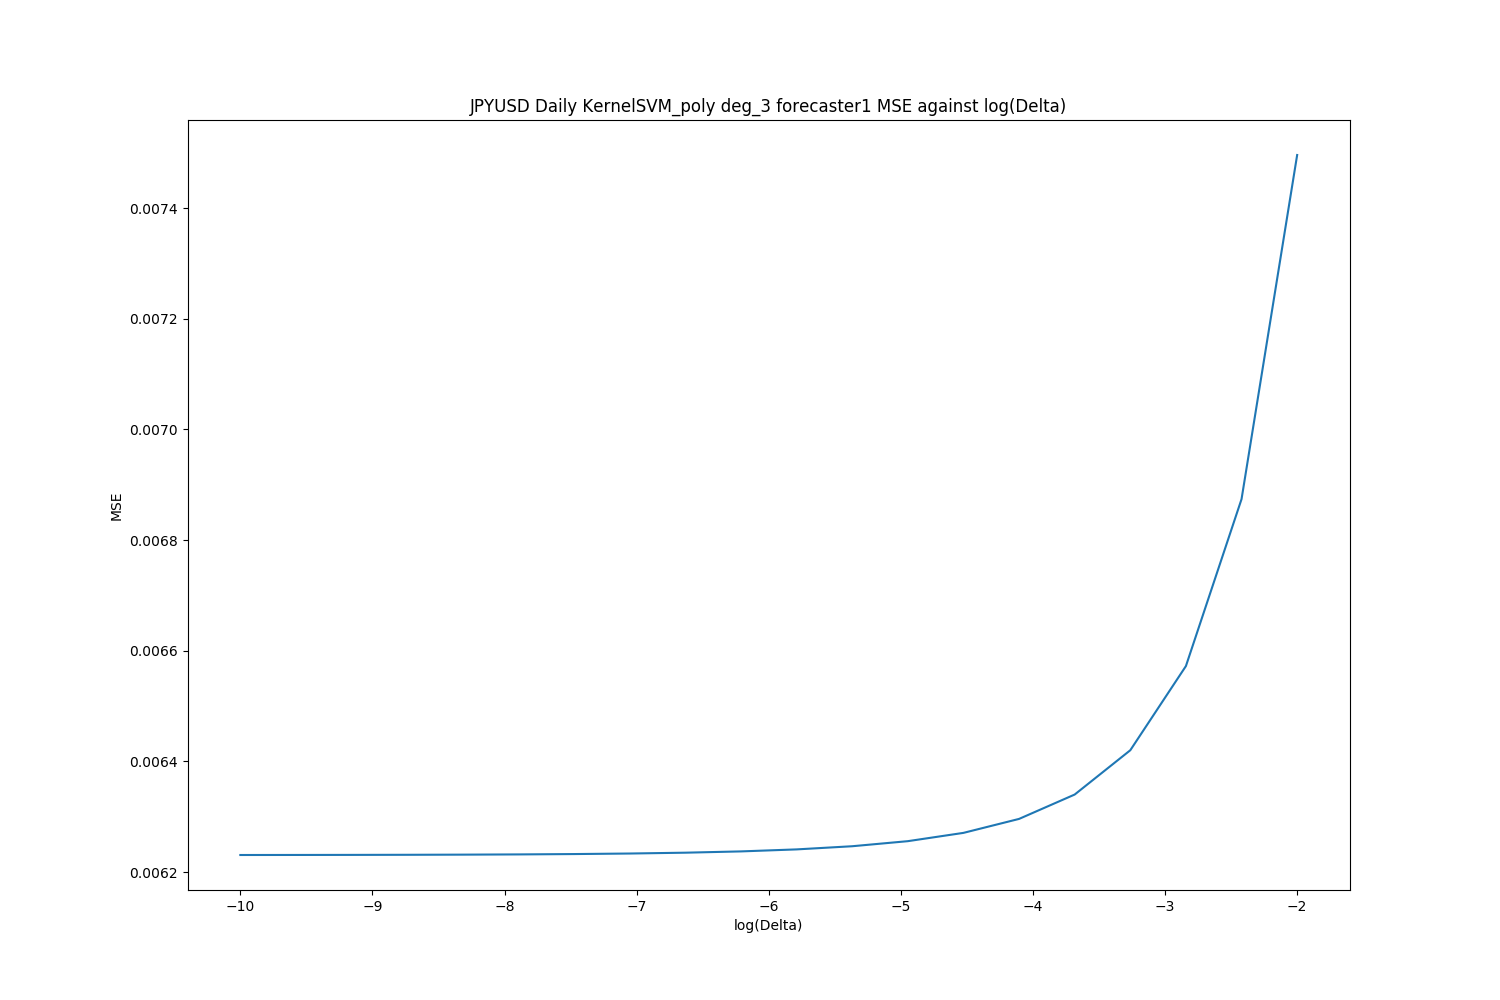 JPYUSD Daily KernelSVM_poly deg_3 forecaster1 MSE against log(Delta)
0.0074
0.0072
0.0070
0.0068
0.0066
0.0064
0.0062
MSE
−10 −9 −8 −7 −6 −5 −4 −3 −2
log(Delta)